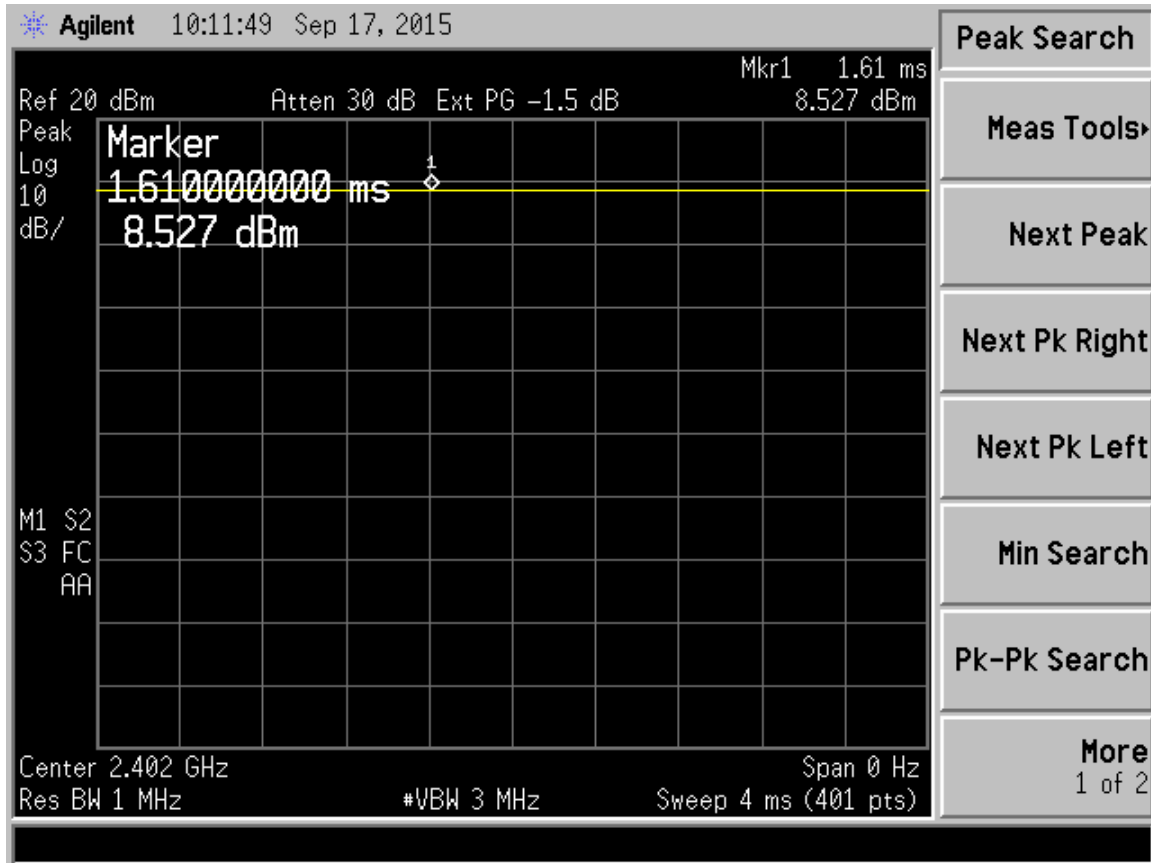 Agilent 10:11:49 Sep 17, 2015
Peak Search
Mkr1 1.61 ms
Ref 20 dBm Atten 30 dB Ext PG -1.5 dB 8.527 dBm
Peak
Log
10
dB/
Marker
1.610000000 ms
8.527 dBm
1
M1 S2
S3 FC
AA
Center 2.402 GHz Span 0 Hz
Res BW 1 MHz #VBW 3 MHz Sweep 4 ms (401 pts)
Meas Tools
Next Peak
Next Pk Right
Next Pk Left
Min Search
Pk-Pk Search
More
1 of 2